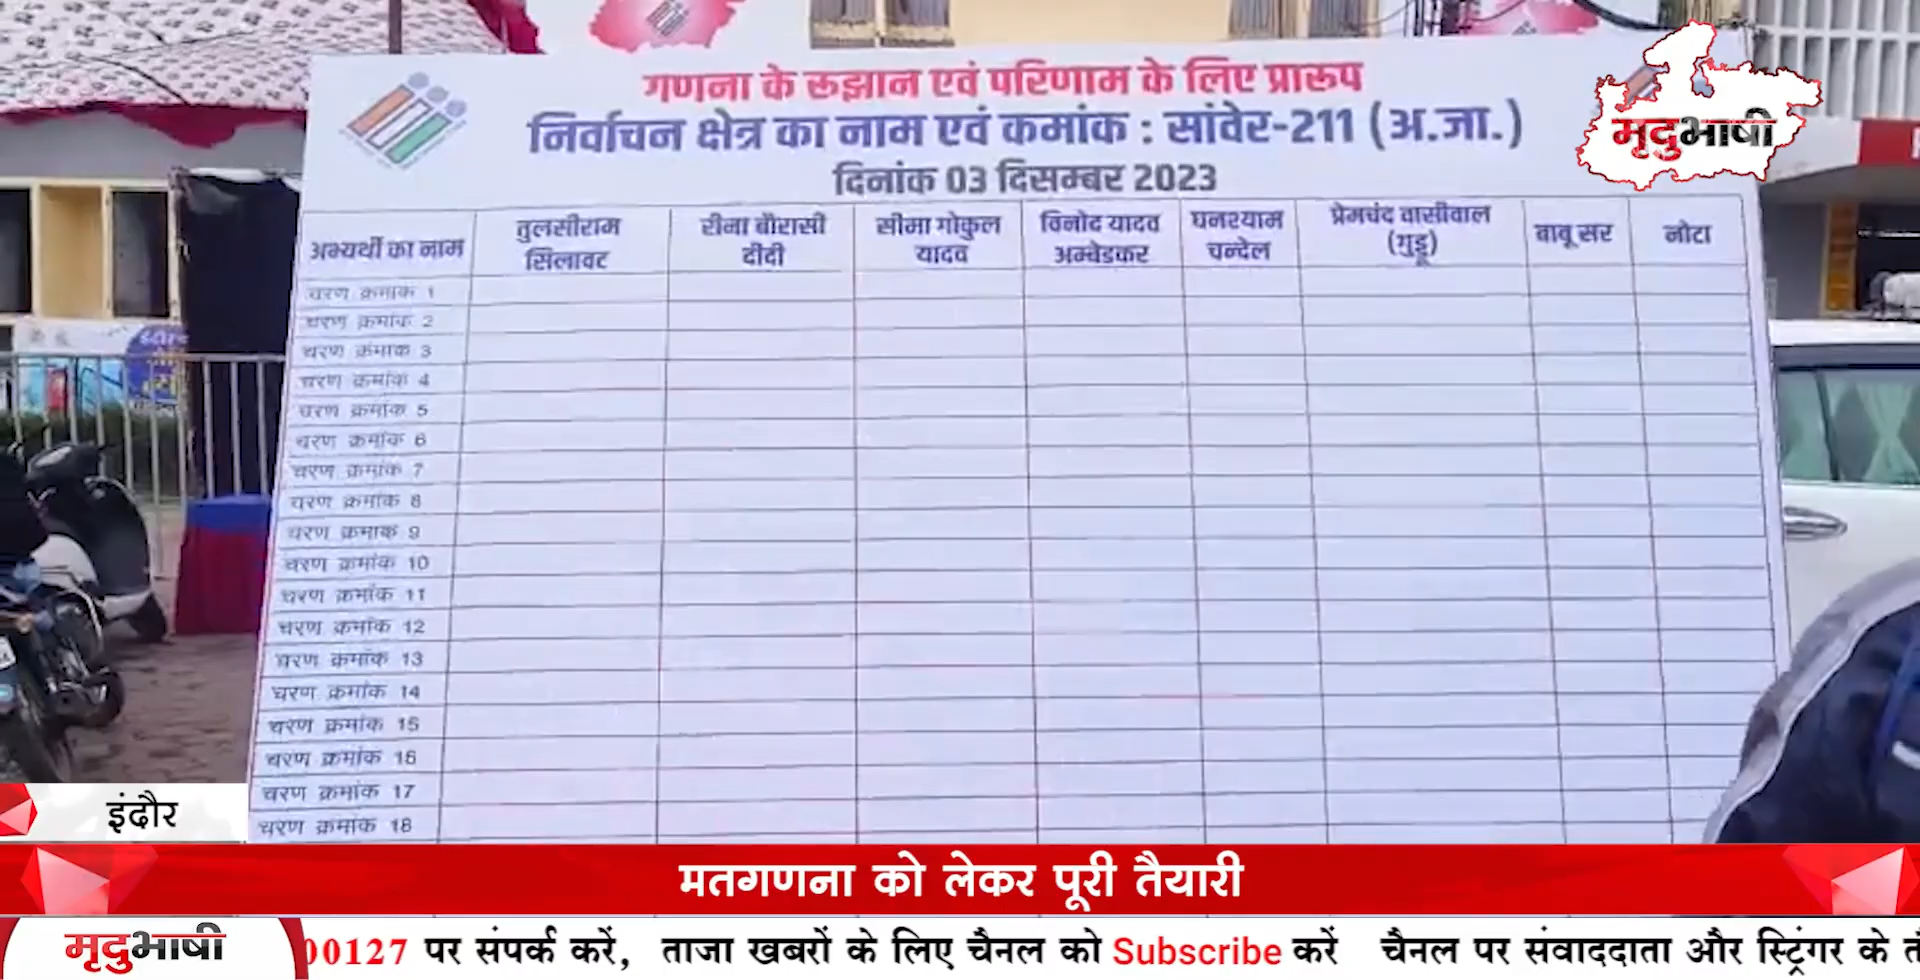 गणना के रूझान एवं परिणाम के लिए प्रारूप
निर्वाचन क्षेत्र का नाम एवं कमांक : सांवेर-211 (अ.जा.)
दिनांक 03 दिसम्बर 2023
मृदुभाषी
अभ्यर्थी का नाम
तुलसीराम सिलावट
रीना बौरासी दीदी
सीमा गोकुल यादव
विनोद यादव अम्बेडकर
घनश्याम चन्देल
प्रेमचंद वासीवाल (गुड्डू)
बाबू सर
नोटा
चरण क्रमांक 1
चरण क्रमांक 2
चरण क्रमांक 3
चरण क्रमांक 4
चरण क्रमांक 5
चरण क्रमांक 6
चरण क्रमांक 7
चरण क्रमांक 8
चरण क्रमांक 9
चरण क्रमांक 10
चरण क्रमांक 11
चरण क्रमांक 12
चरण क्रमांक 13
चरण क्रमांक 14
चरण क्रमांक 15
चरण क्रमांक 16
चरण क्रमांक 17
चरण क्रमांक 18
इंदौर
मतगणना को लेकर पूरी तैयारी
मृदुभाषी
00127 पर संपर्क करें, ताजा खबरों के लिए चैनल को Subscribe करें चैनल पर संवाददाता और स्ट्रिंगर के